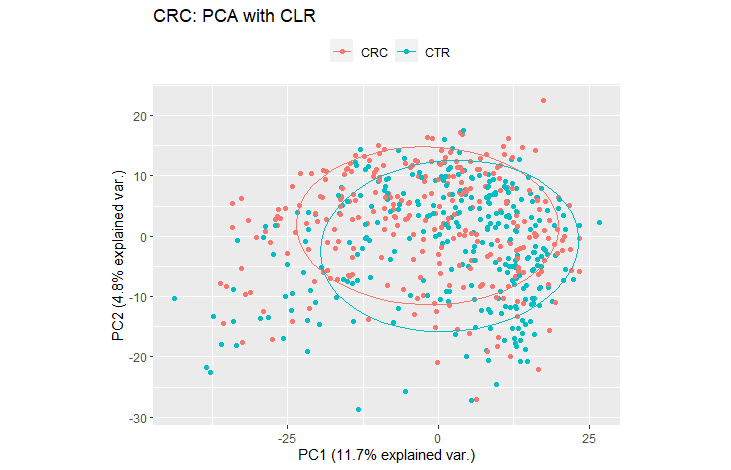 CRC: PCA with CLR
CRC CTR
20
10
0
-10
-20
-30
PC2 (4.8% explained var.)
-25 0 25
PC1 (11.7% explained var.)